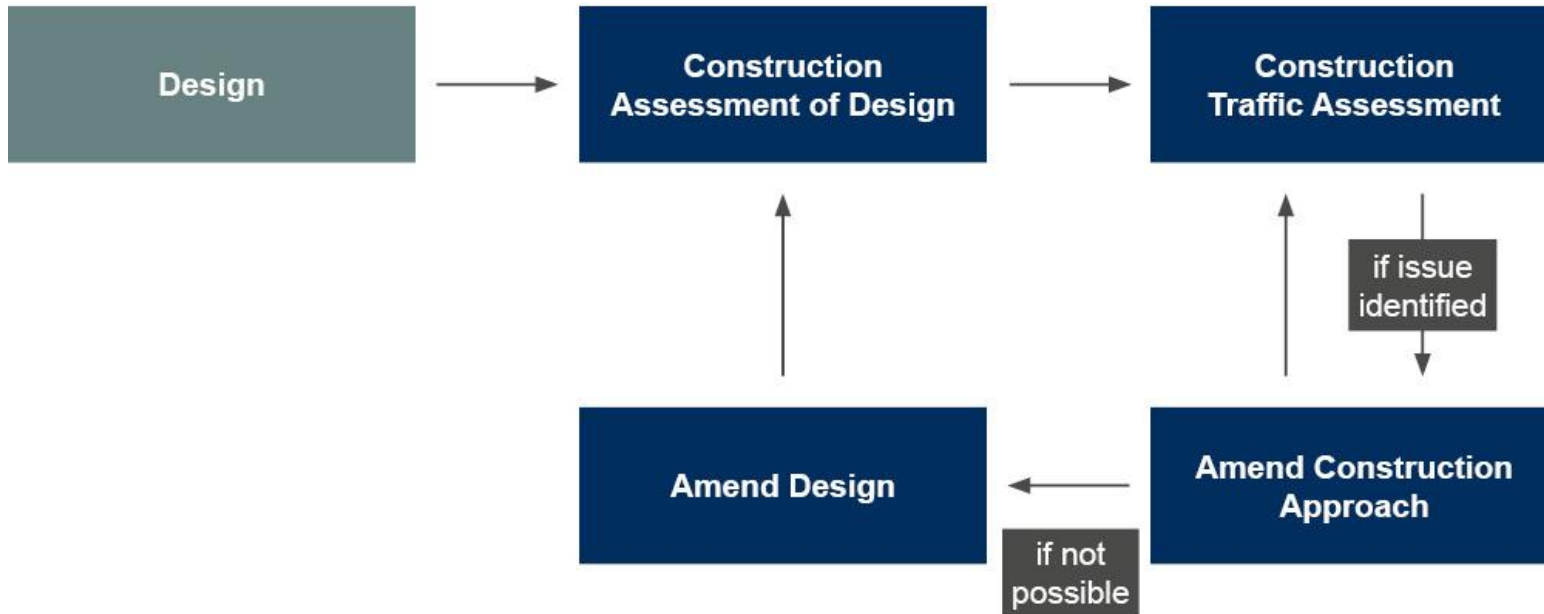 Design
Construction
Assessment of Design
Construction
Traffic Assessment
if issue
identified
Amend Design
Amend Construction
Approach
if not
possible